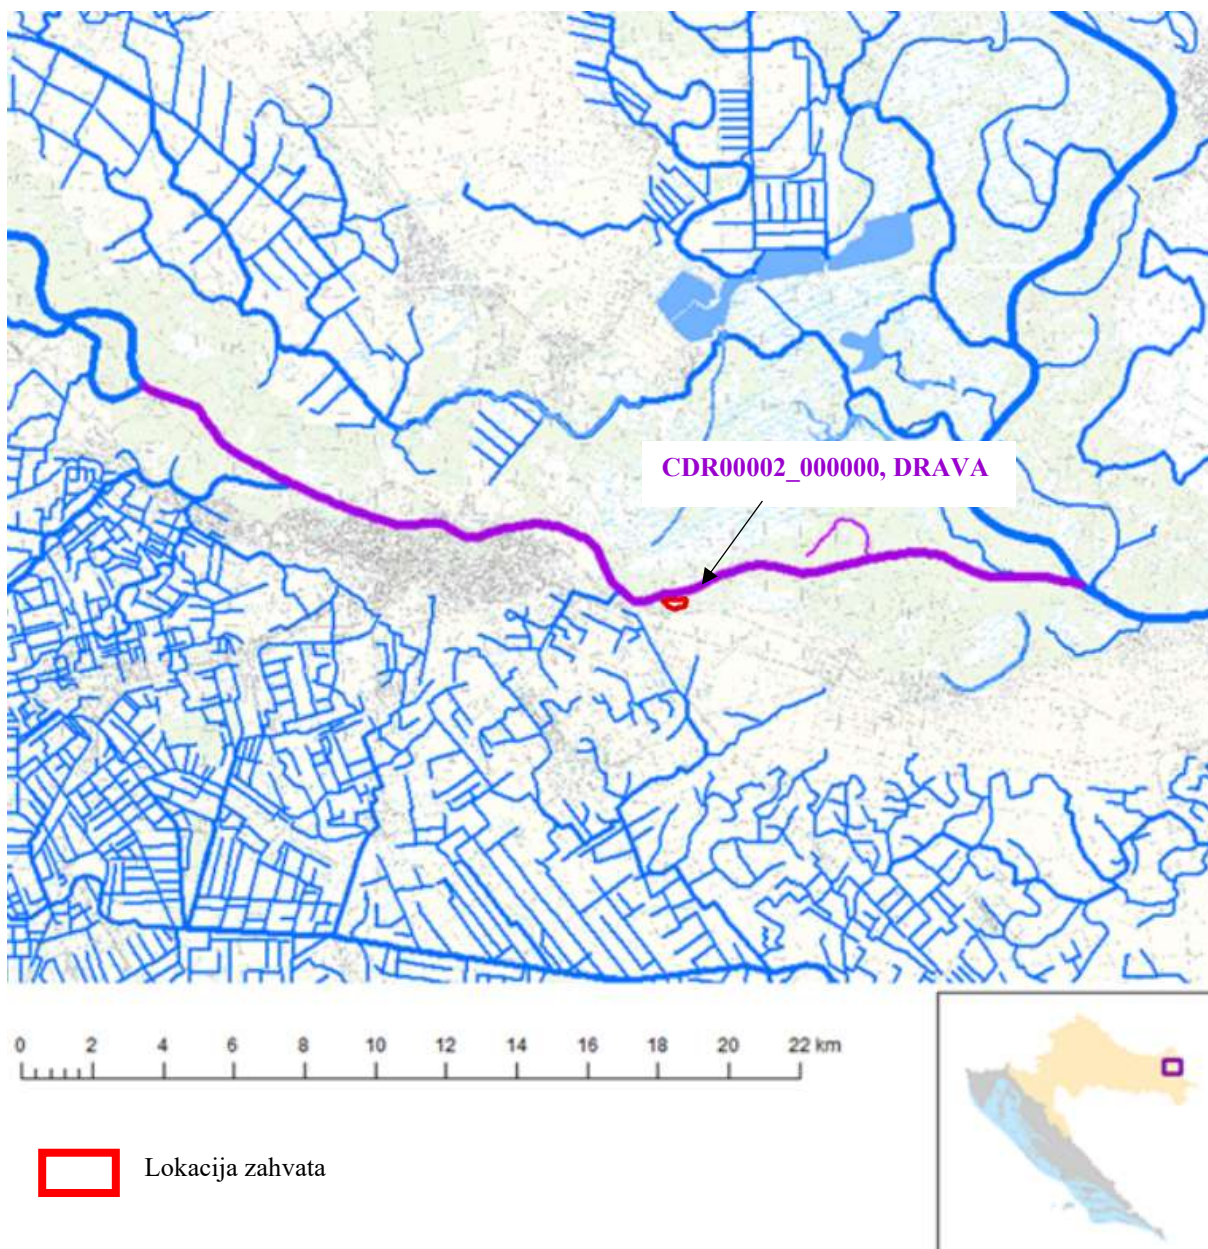 CDR00002_000000, DRAVA
0 2 4 6 8 10 12 14 16 18 20 22 km
Lokacija zahvata